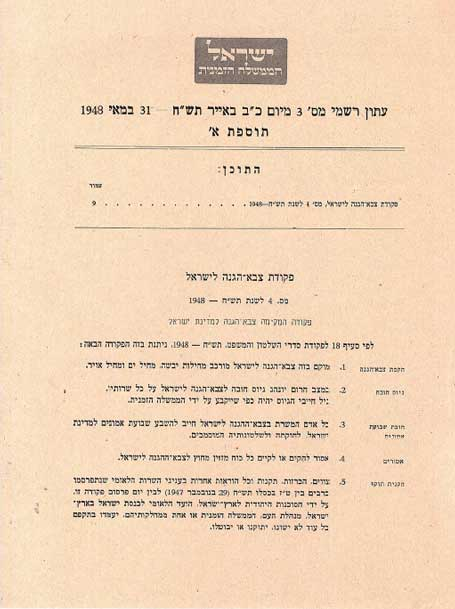 ישראל
הממשלה הזמנית
עתון רשמי מס׳ 3 מיום כ״ב באייר תש״ח — 31 במאי 1948
תוספת א׳
התוכן:
עמוד
פקודת צבא־הגנה לישראל, מס׳ 4 לשנת תש״ח—1948 . . . . . . . . . . . . . 9
פקודת צבא־הגנה לישראל
מס. 4 לשנת תש״ח — 1948
פקודה המקימה צבא־הגנה למדינת ישראל
לפי סעיף 18 לפקודת סדרי השלטון והמשפט, תש״ח — 1948, ניתנת בזה הפקודה הבאה:
הקמת צבא־הגנה
1. מוקם בזה צבא־הגנה לישראל מורכב מחילות יבשה, מחיל ים ומחיל אויר.
גיוס חובה
2. במצב חרום יונהג גיוס חובה לצבא־הגנה לישראל על כל שרותיו,
גיל חייבי הגיוס יהיה כפי שייקבע על ידי הממשלה הזמנית.
חובת שבועת
אמונים
3. כל אדם המשרת בצבא־ההגנה לישראל חייב להשבע שבועת אמונים למדינת
ישראל, לחוקתה ולשלטונותיה המוסמכים.
איסורים
4. אסור להקים או לקיים כל כוח מזוין מחוץ לצבא־ההגנה לישראל.
תקנות תוקף
5. צווים, הכרזות, תקנות וכל הוראות אחרות בעניני השרות הלאומי שנתפרסמו
ברבים בין ט״ז בכסלו תש״ח (29 בנובמבר 1947) לבין יום פרסום פקודה זו,
על ידי הסוכנות היהודית לארץ־ישראל, הועד הלאומי לכנסת ישראל בארץ־
ישראל, מנהלת העם, הממשלה הזמנית או אחת ממחלקותיהם, יעמדו בתקפם
כל עוד לא ישונו, יתוקנו או יבוטלו.